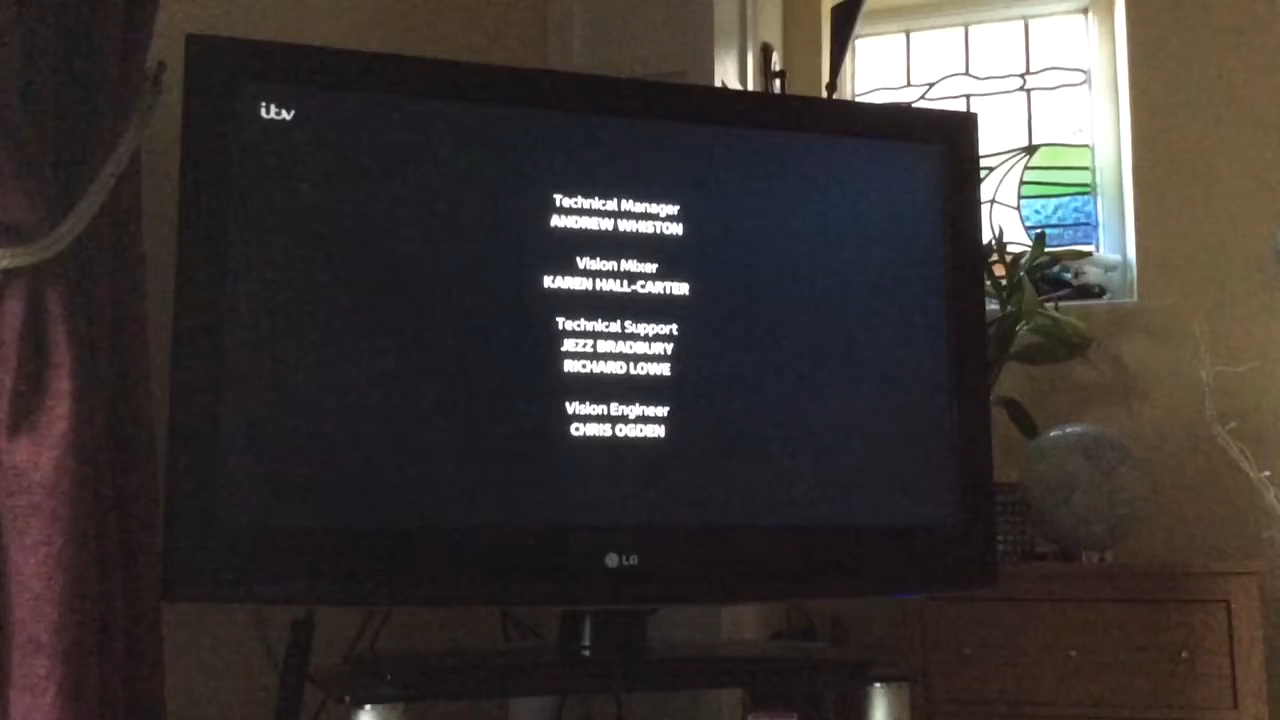 itv
Technical Manager
ANDREW WHISTON
Vision Mixer
KAREN HALL-CARTER
Technical Support
JEZZ BRADBURY
RICHARD LOWE
Vision Engineer
CHRIS OGDEN
LG